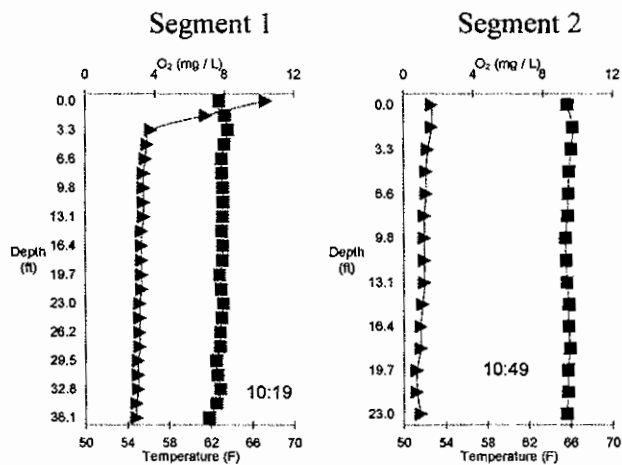 Segment 1
0 4 8 12
O₂ (mg / L)
0.0
3.3
6.6
9.8
13.1
16.4
Depth
(ft)
19.7
23.0
26.2
29.5
32.8
36.1
10:19
50 54 58 62 66 70
Temperature (F)
Segment 2
0 4 8 12
O₂ (mg / L)
0.0
3.3
6.6
9.8
Depth
(ft)
13.1
16.4
19.7
23.0
10:49
50 54 58 62 66 70
Temperature (F)